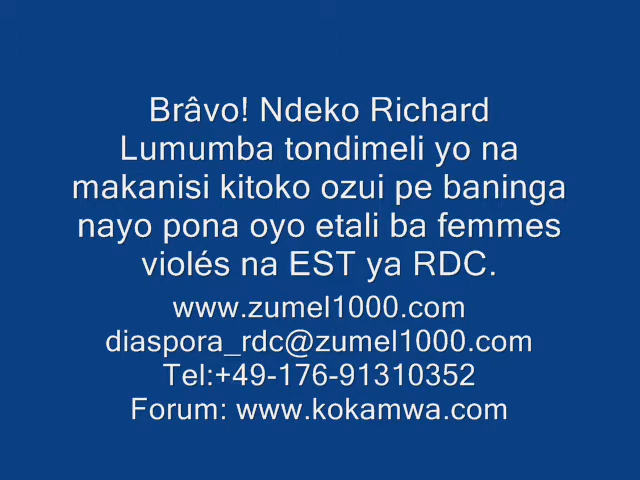 Brâvo! Ndeko Richard
Lumumba tondimeli yo na
makanisi kitoko ozui pe baninga
nayo pona oyo etali ba femmes
violés na EST ya RDC.
www.zumel1000.com
diaspora_rdc@zumel1000.com
Tel:+49-176-91310352
Forum: www.kokamwa.com